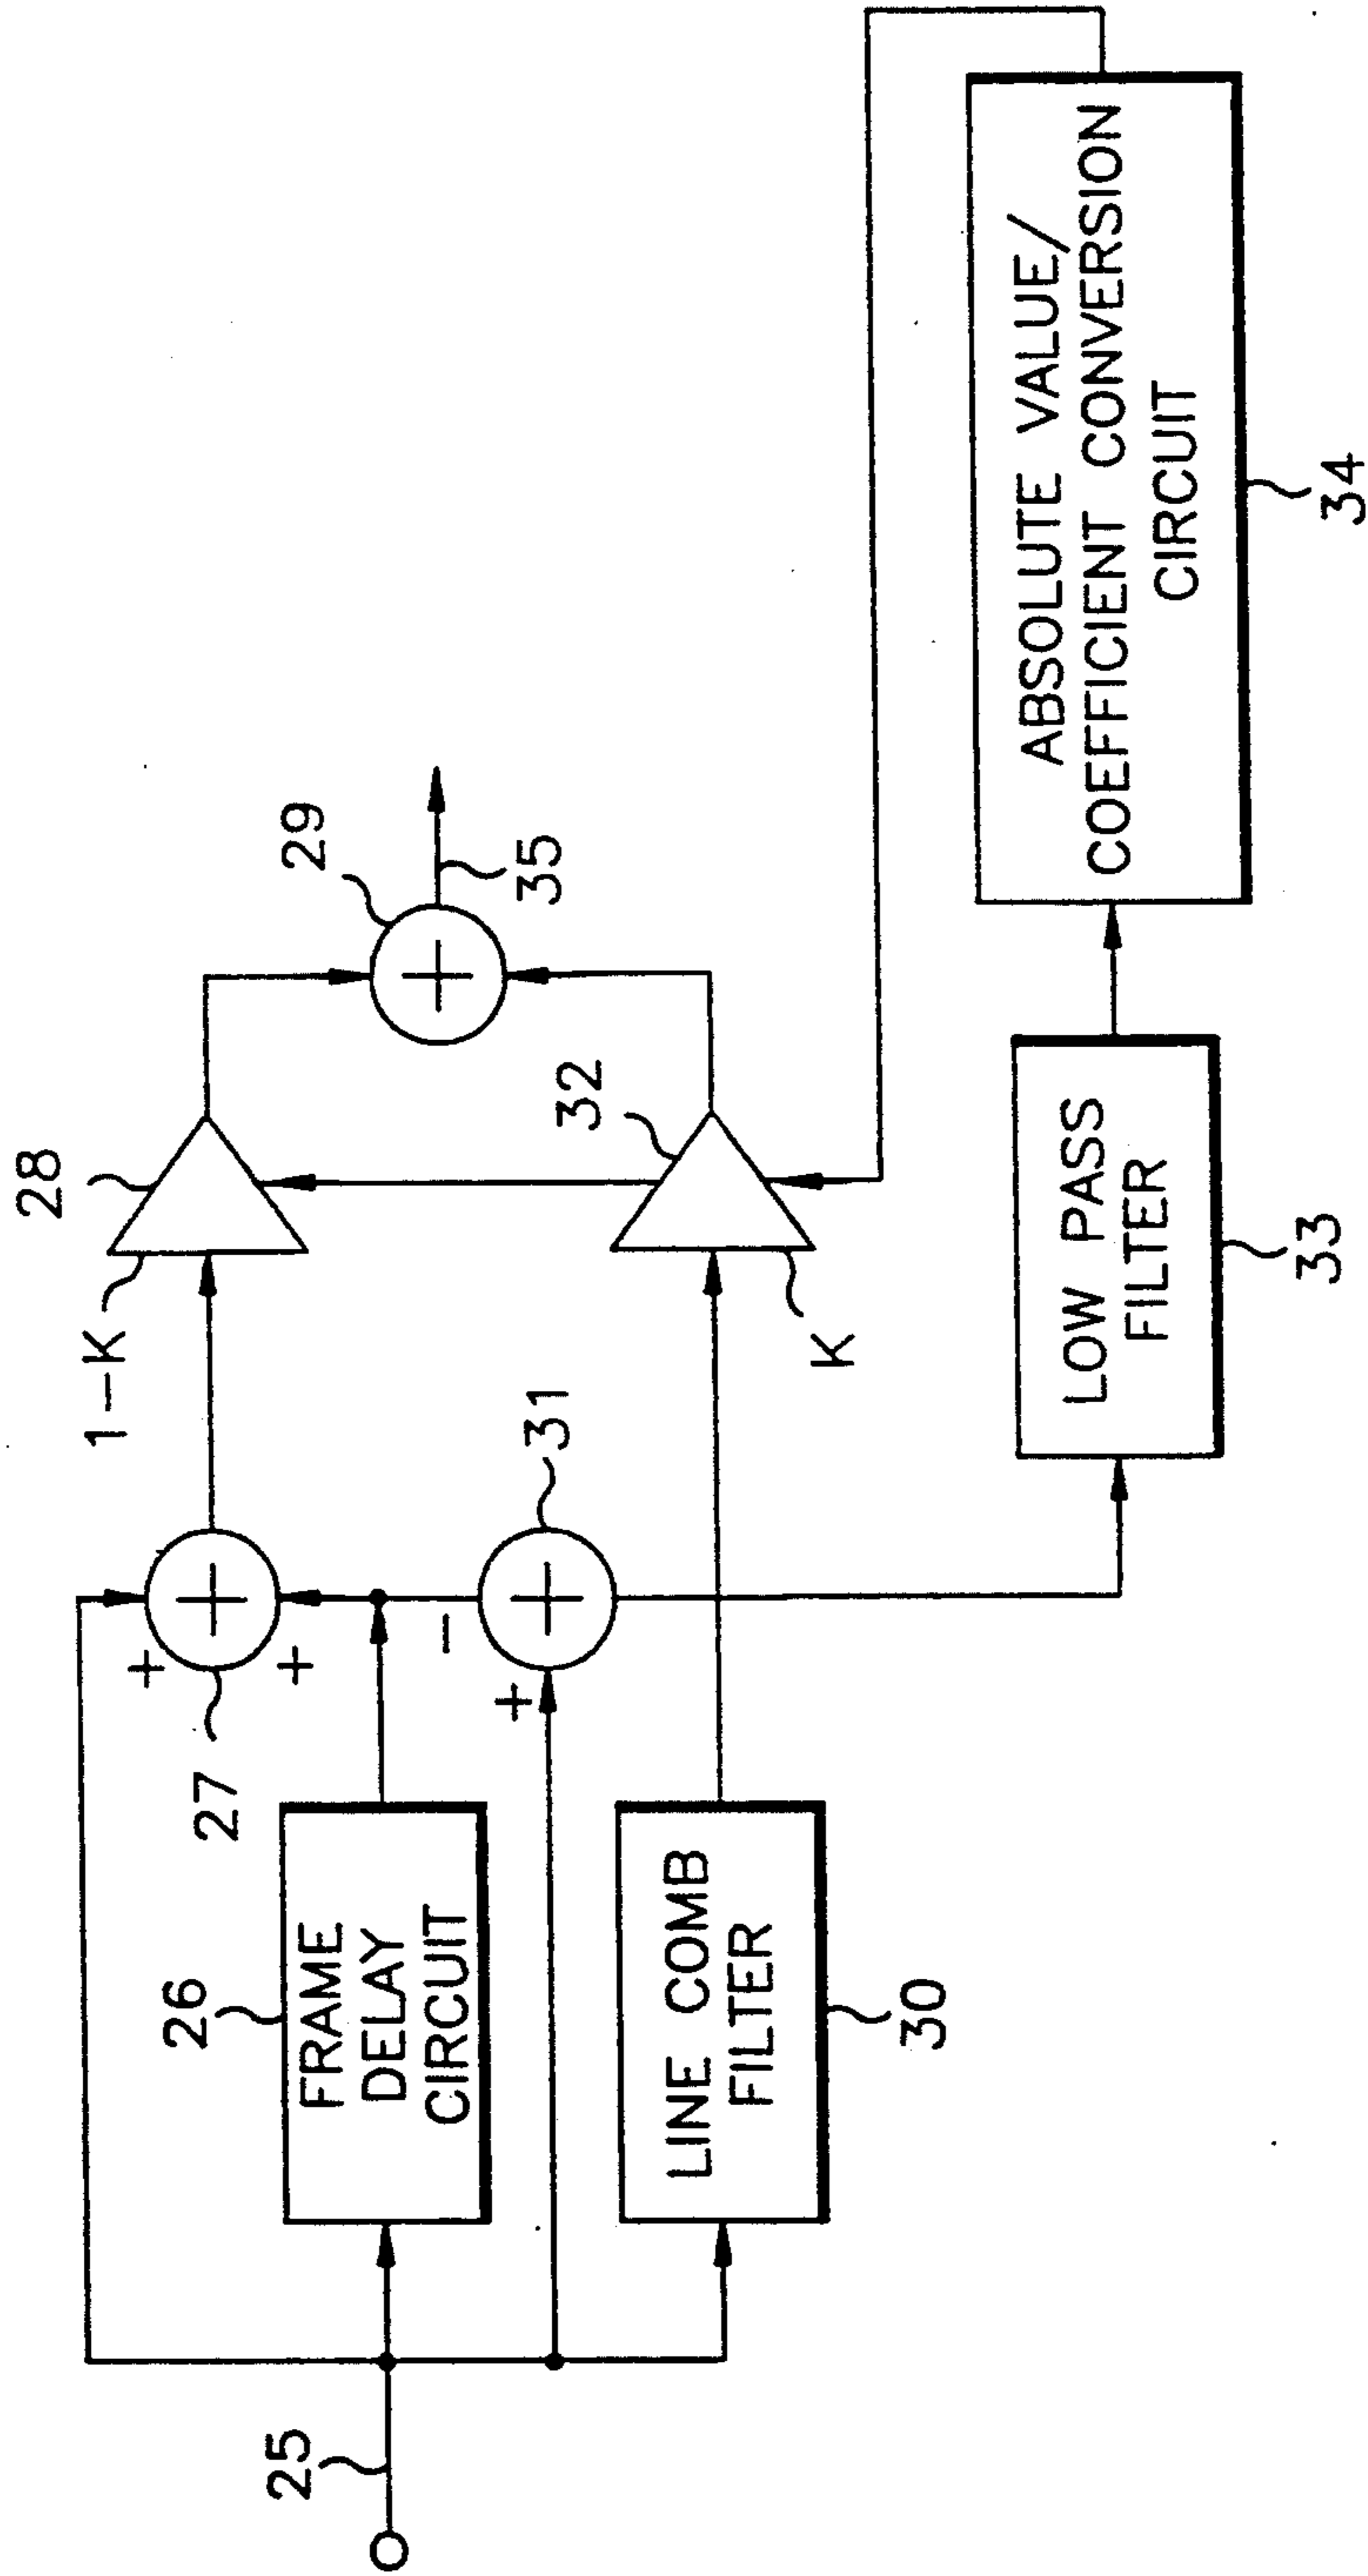 25
26
FRAME
DELAY
CIRCUIT
27
+
+
1-K
28
29
35
LINE COMB
FILTER
30
+
-
31
K
32
LOW PASS
FILTER
33
ABSOLUTE VALUE/
COEFFICIENT CONVERSION
CIRCUIT
34